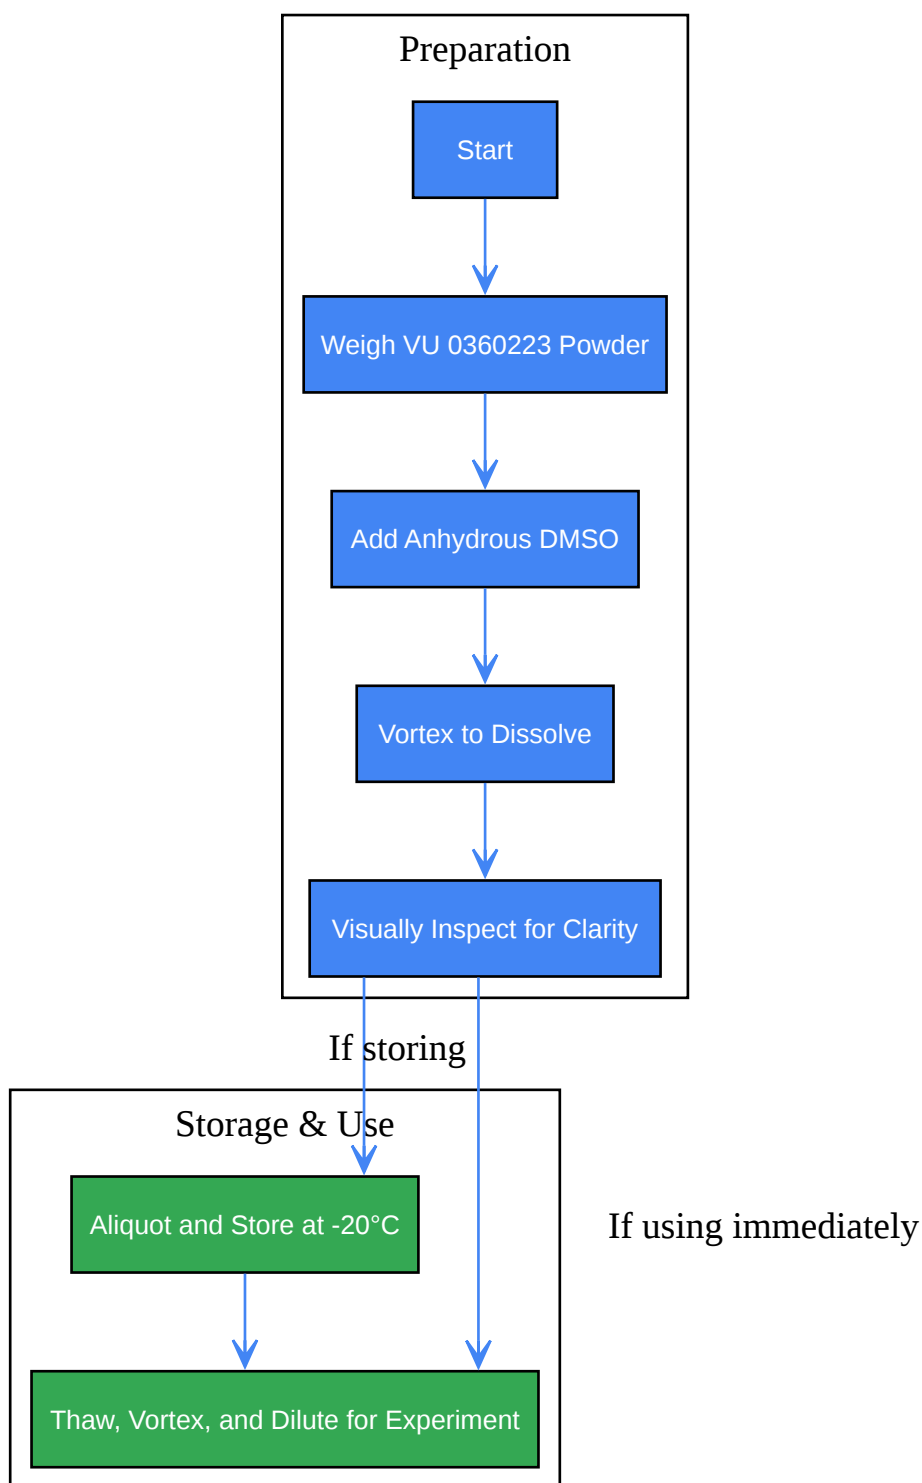 Preparation
Start
Weigh VU 0360223 Powder
Add Anhydrous DMSO
Vortex to Dissolve
Visually Inspect for Clarity
If storing
Storage & Use
Aliquot and Store at -20°C
If using immediately
Thaw, Vortex, and Dilute for Experiment